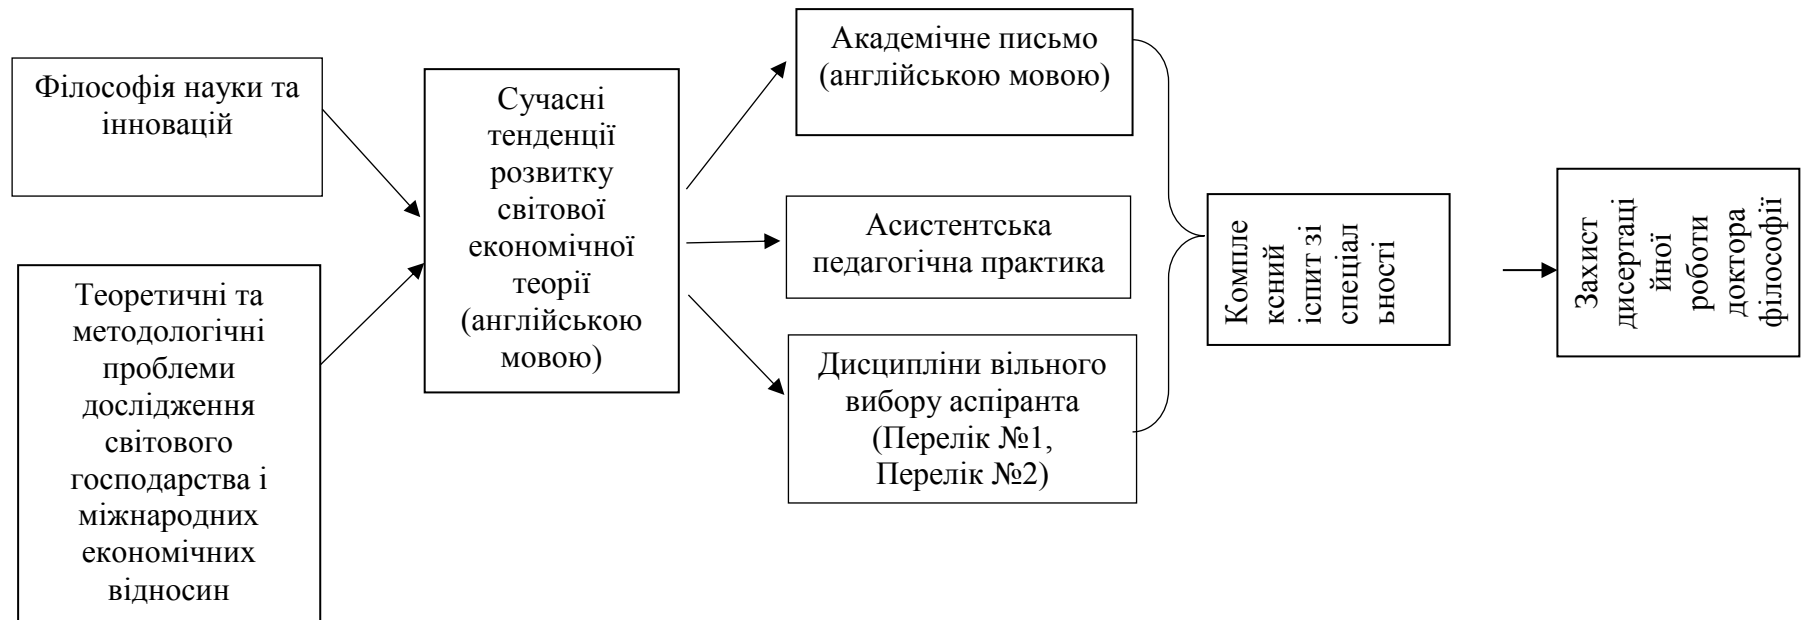 Філософія науки та
інновацій
Теоретичні та
методологічні
проблеми
дослідження
світового
господарства і
міжнародних
економічних
відносин
Сучасні
тенденції
розвитку
світової
економічної
теорії
(англійською
мовою)
Академічне письмо
(англійською мовою)
Асистентська
педагогічна практика
Дисципліни вільного
вибору аспіранта
(Перелік №1,
Перелік №2)
Компле
ксний
іспит зі
спеціал
ьності
Захист
дисертаці
йної
роботи
доктора
філософії